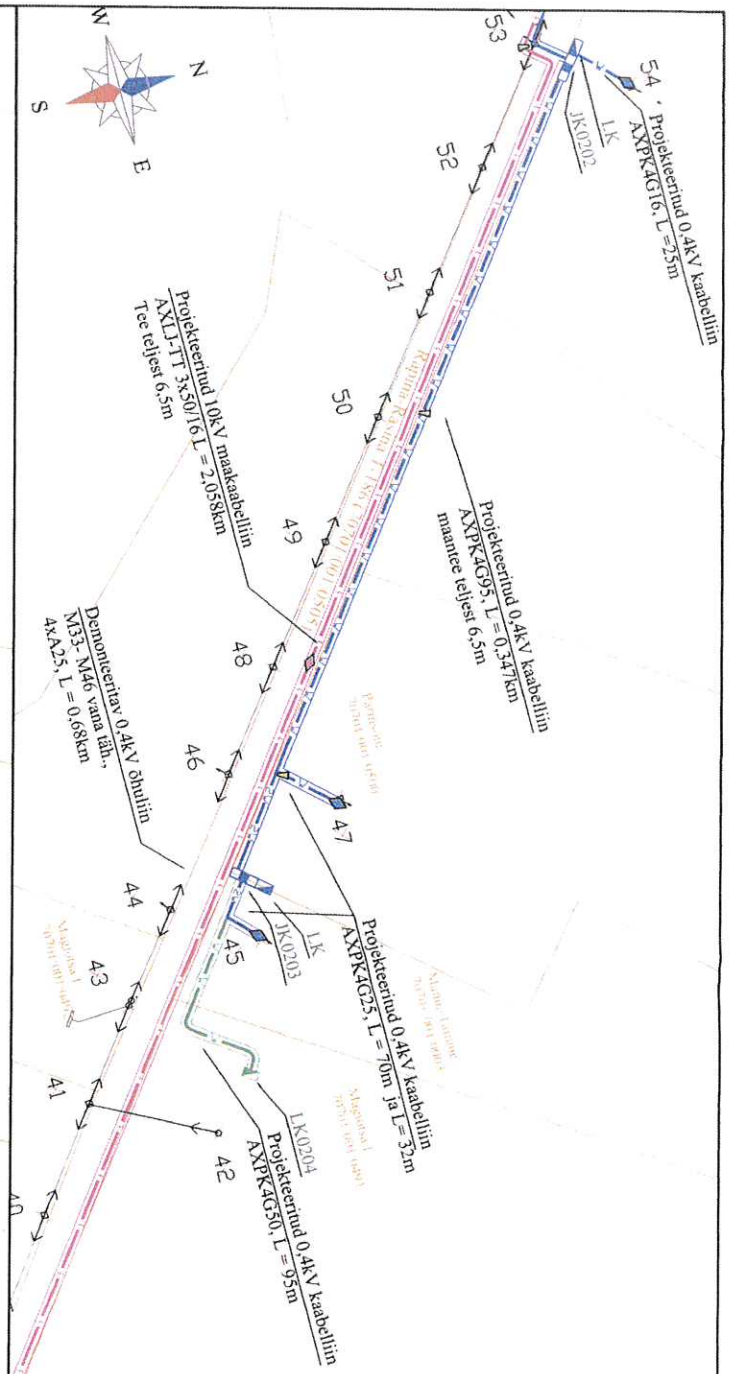 W
N
S
E
53
54
Projekteeritud 0,4kV kaabelliin
AXPK4G16, L =25m
LK
JK0202
52
51
50
49
48
46
47
44
45
43
41
42
Projekteeritud 10kV maakaabelliin
AXLJ-TT 3x50/16 L = 2,058km
Tee teljest 6,5m
Projekteeritud 0,4kV kaabelliin
AXPK4G95, L = 0,347km
maantee teljest 6,5m
Demonteeritav 0,4kV õhuliin
M33- M46 vana täh.,
4xA25, L = 0,68km
LK
JK0203
Projekteeritud 0,4kV kaabelliin
AXPK4G25, L = 70m ja L= 32m
LK0204
Projekteeritud 0,4kV kaabelliin
AXPK4G50, L = 95m